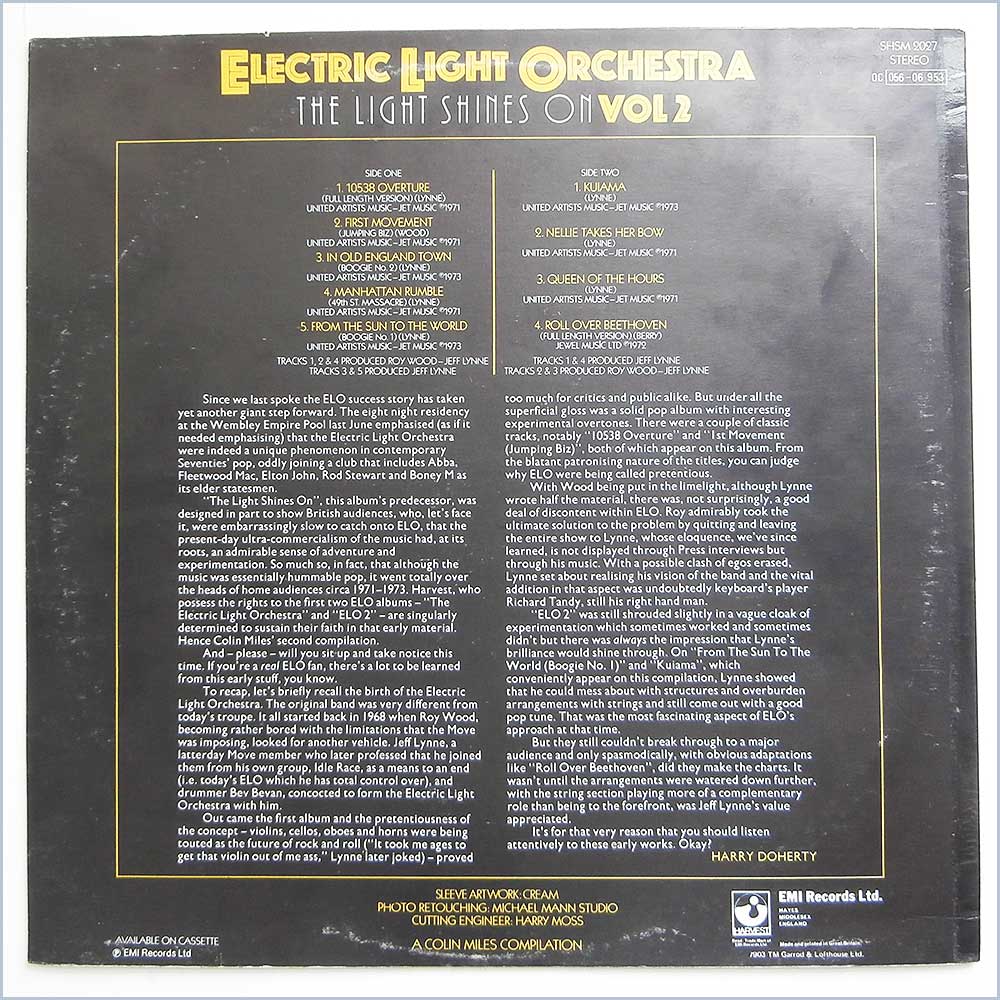 ELECTRIC LIGHT ORCHESTRA
THE LIGHT SHINES ON VOL 2
SHSM 2027
STEREO
OC 056-06 953
SIDE ONE
1. 10538 OVERTURE
(FULL LENGTH VERSION) (LYNNE)
UNITED ARTISTS MUSIC–JET MUSIC ℗1971
2. FIRST MOVEMENT
(JUMPING BIZ) (WOOD)
UNITED ARTISTS MUSIC–JET MUSIC ℗1971
3. IN OLD ENGLAND TOWN
(BOOGIE No. 2) (LYNNE)
UNITED ARTISTS MUSIC–JET MUSIC ℗1973
4. MANHATTAN RUMBLE
(49th ST. MASSACRE) (LYNNE)
UNITED ARTISTS MUSIC–JET MUSIC ℗1971
5. FROM THE SUN TO THE WORLD
(BOOGIE No. 1) (LYNNE)
UNITED ARTISTS MUSIC–JET MUSIC ℗1973
TRACKS 1, 2 & 4 PRODUCED ROY WOOD–JEFF LYNNE
TRACKS 3 & 5 PRODUCED JEFF LYNNE
SIDE TWO
1. KUIAMA
(LYNNE)
UNITED ARTISTS MUSIC–JET MUSIC ℗1973
2. NELLIE TAKES HER BOW
(LYNNE)
UNITED ARTISTS MUSIC–JET MUSIC ℗1971
3. QUEEN OF THE HOURS
(LYNNE)
UNITED ARTISTS MUSIC–JET MUSIC ℗1971
4. ROLL OVER BEETHOVEN
(FULL LENGTH VERSION) (BERRY)
JEWEL MUSIC LTD ℗1972
TRACKS 1 & 4 PRODUCED JEFF LYNNE
TRACKS 2 & 3 PRODUCED ROY WOOD–JEFF LYNNE
Since we last spoke the ELO success story has taken
yet another giant step forward. The eight night residency
at the Wembley Empire Pool last June emphasised (as if it
needed emphasising) that the Electric Light Orchestra
were indeed a unique phenomenon in contemporary
Seventies' pop, oddly joining a club that includes Abba,
Fleetwood Mac, Elton John, Rod Stewart and Boney M as
its elder statesmen.
"The Light Shines On", this album's predecessor, was
designed in part to show British audiences, who, let's face
it, were embarrassingly slow to catch onto ELO, that the
present-day ultra-commercialism of the music had, at its
roots, an admirable sense of adventure and
experimentation. So much so, in fact, that although the
music was essentially hummable pop, it went totally over
the heads of home audiences circa 1971–1973. Harvest, who
possess the rights to the first two ELO albums – "The
Electric Light Orchestra" and "ELO 2" – are singularly
determined to sustain their faith in that early material.
Hence Colin Miles' second compilation.
And – please – will you sit up and take notice this
time. If you're a real ELO fan, there's a lot to be learned
from this early stuff, you know.
To recap, let's briefly recall the birth of the Electric
Light Orchestra. The original band was very different from
today's troupe. It all started back in 1968 when Roy Wood,
becoming rather bored with the limitations that the Move
was imposing, looked for another vehicle. Jeff Lynne, a
latterday Move member who later professed that he joined
them from his own group, Idle Race, as a means to an end
(i.e. today's ELO which he has total control over), and
drummer Bev Bevan, concocted to form the Electric Light
Orchestra with him.
Out came the first album and the pretentiousness of
the concept – violins, cellos, oboes and horns were being
touted as the future of rock and roll ("It took me ages to
get that violin out of me ass," Lynne later joked) – proved
too much for critics and public alike. But under all the
superficial gloss was a solid pop album with interesting
experimental overtones. There were a couple of classic
tracks, notably "10538 Overture" and "1st Movement
(Jumping Biz)", both of which appear on this album. From
the blatant patronising nature of the titles, you can judge
why ELO were being called pretentious.
With Wood being put in the limelight, although Lynne
wrote half the material, there was, not surprisingly, a good
deal of discontent within ELO. Roy admirably took the
ultimate solution to the problem by quitting and leaving
the entire show to Lynne, whose eloquence, we've since
learned, is not displayed through Press interviews but
through his music. With a possible clash of egos erased,
Lynne set about realising his vision of the band and the vital
addition in that aspect was undoubtedly keyboard's player
Richard Tandy, still his right hand man.
"ELO 2" was still shrouded slightly in a vague cloak of
experimentation which sometimes worked and sometimes
didn't but there was always the impression that Lynne's
brilliance would shine through. On "From The Sun To The
World (Boogie No. 1)" and "Kuiama", which
conveniently appear on this compilation, Lynne showed
that he could mess about with structures and overburden
arrangements with strings and still come out with a good
pop tune. That was the most fascinating aspect of ELO's
approach at that time.
But they still couldn't break through to a major
audience and only spasmodically, with obvious adaptations
like "Roll Over Beethoven", did they make the charts. It
wasn't until the arrangements were watered down further,
with the string section playing more of a complementary
role than being to the forefront, was Jeff Lynne's value
appreciated.
It's for that very reason that you should listen
attentively to these early works. Okay?
HARRY DOHERTY
SLEEVE ARTWORK: CREAM
PHOTO RETOUCHING: MICHAEL MANN STUDIO
CUTTING ENGINEER: HARRY MOSS
A COLIN MILES COMPILATION
AVAILABLE ON CASSETTE
℗ EMI Records Ltd
HARVEST
Regd. Trade Mark of
EMI Records Ltd.
EMI Records Ltd.
HAYES
MIDDLESEX
ENGLAND
Made and printed in Great Britain
7903 TM Garrod & Lofthouse Ltd.